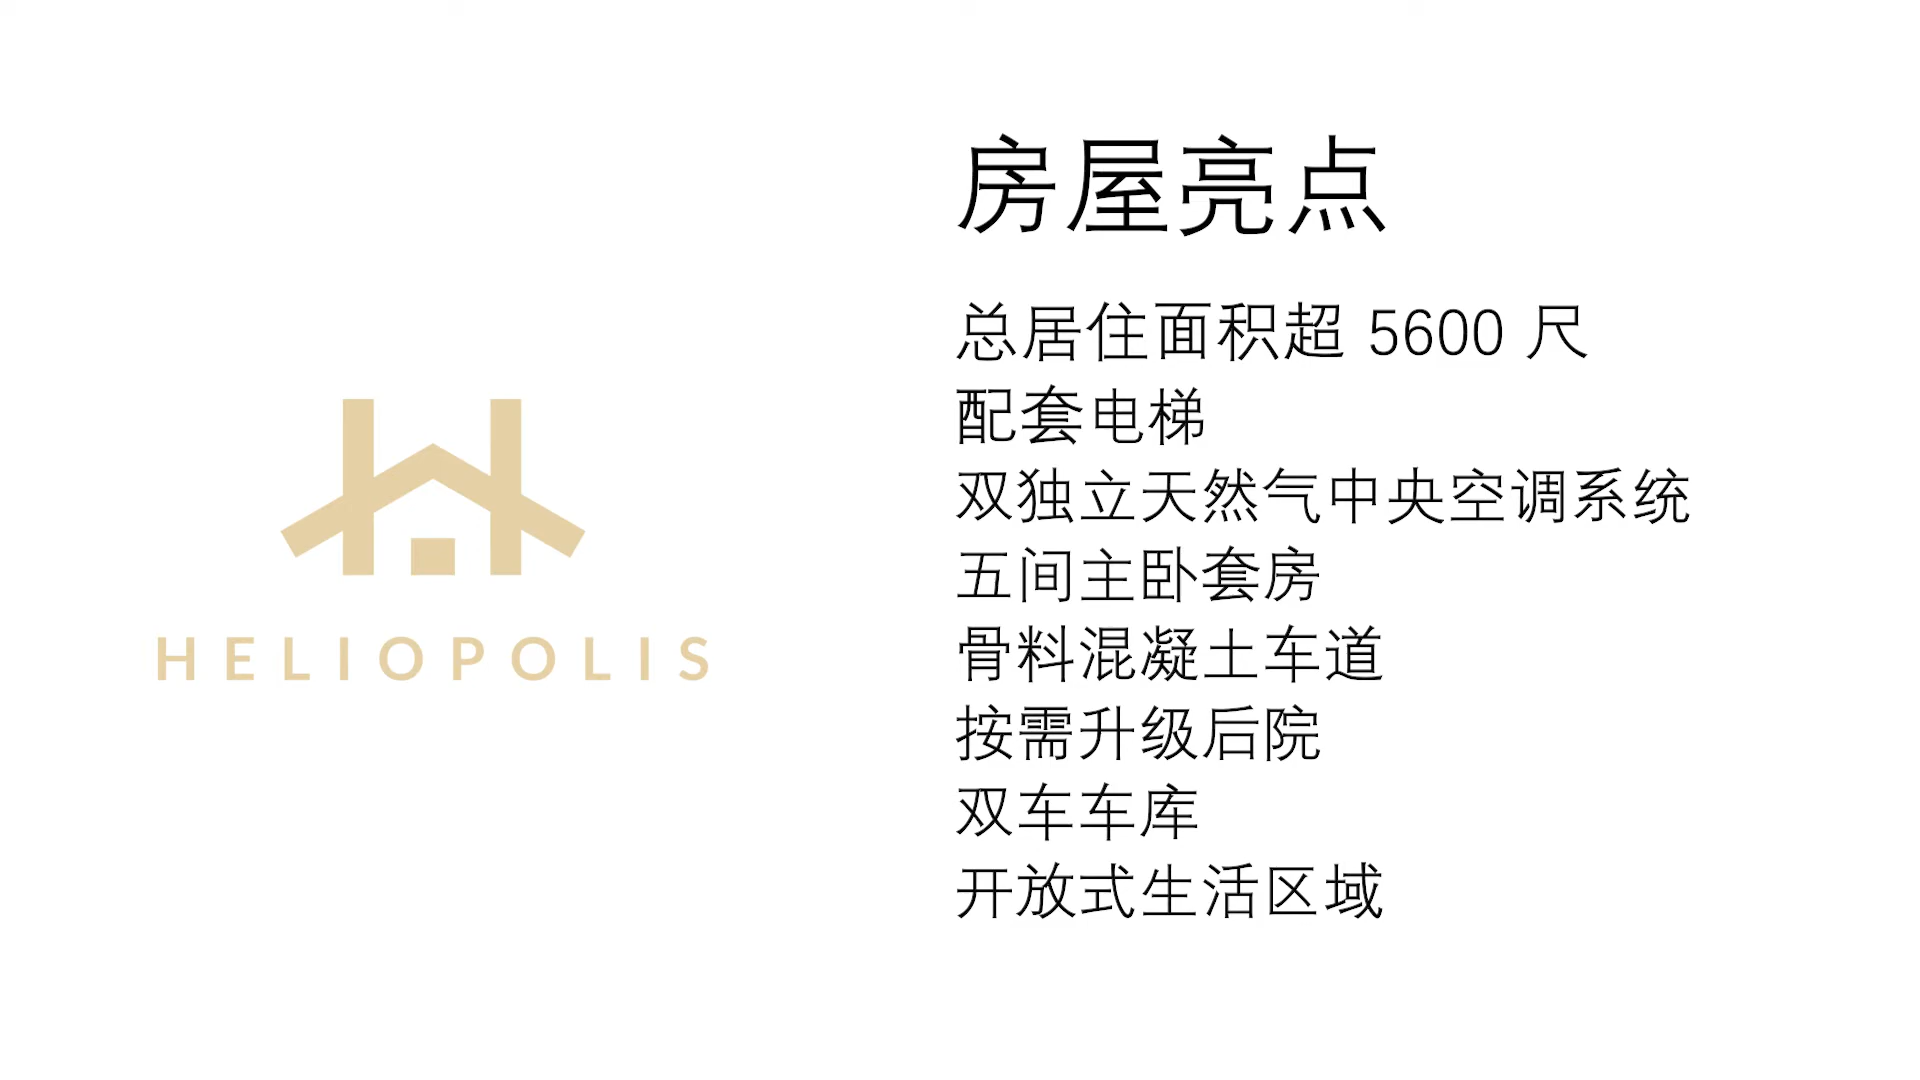 HELIOPOLIS
房屋亮点
总居住面积超 5600 尺
配套电梯
双独立天然气中央空调系统
五间主卧套房
骨料混凝土车道
按需升级后院
双车车库
开放式生活区域